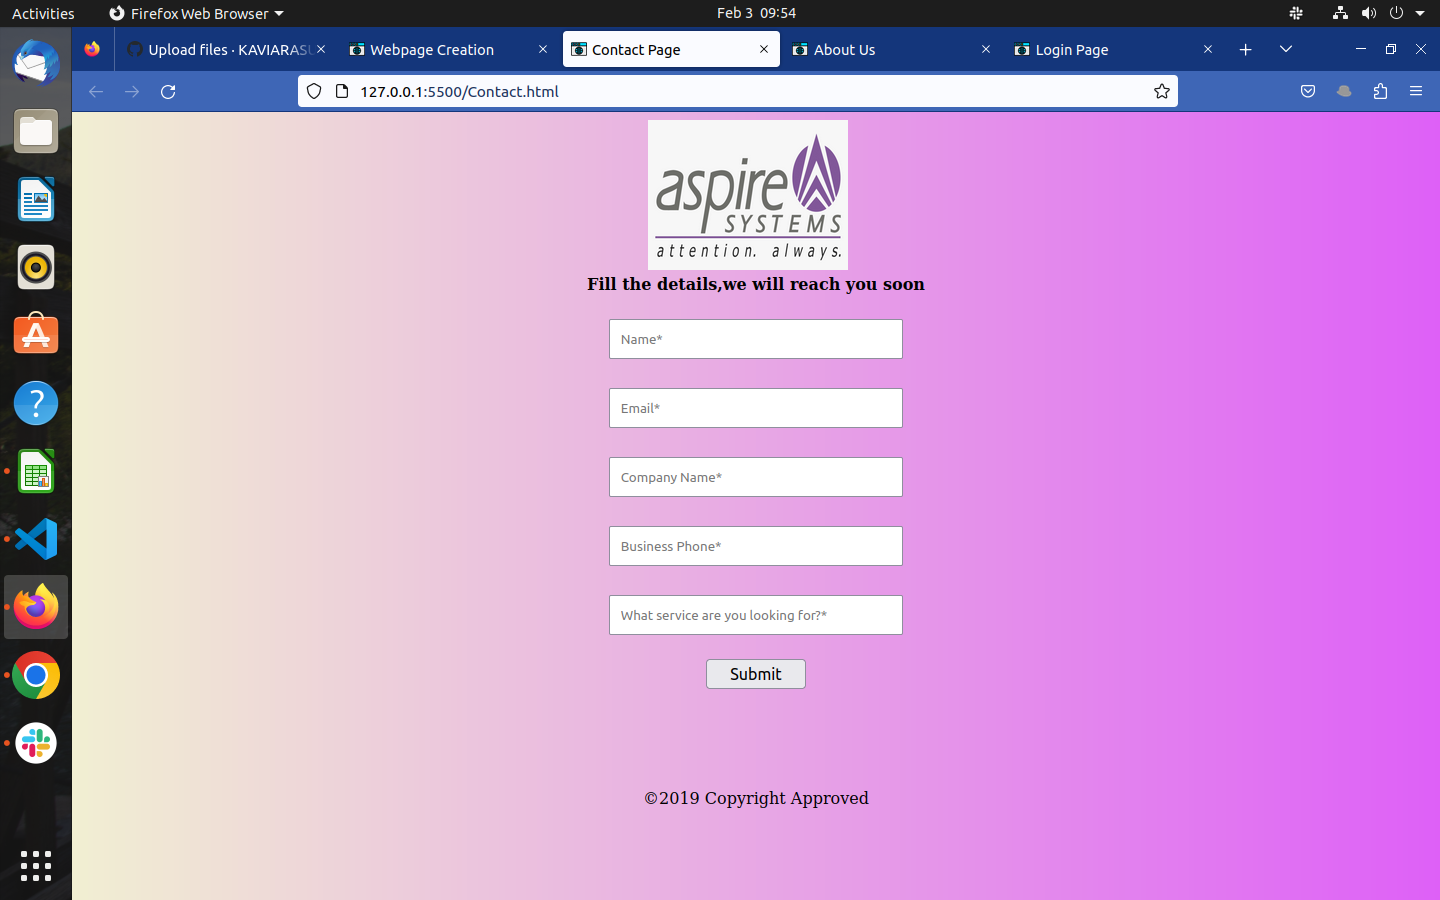 Activities
Firefox Web Browser
Feb 3 09:54
Upload files · KAVIARASU
Webpage Creation
Contact Page
About Us
Login Page
127.0.0.1:5500/Contact.html
aspire
SYSTEMS
attention. always.
Fill the details,we will reach you soon
Name*
Email*
Company Name*
Business Phone*
What service are you looking for?*
Submit
©2019 Copyright Approved